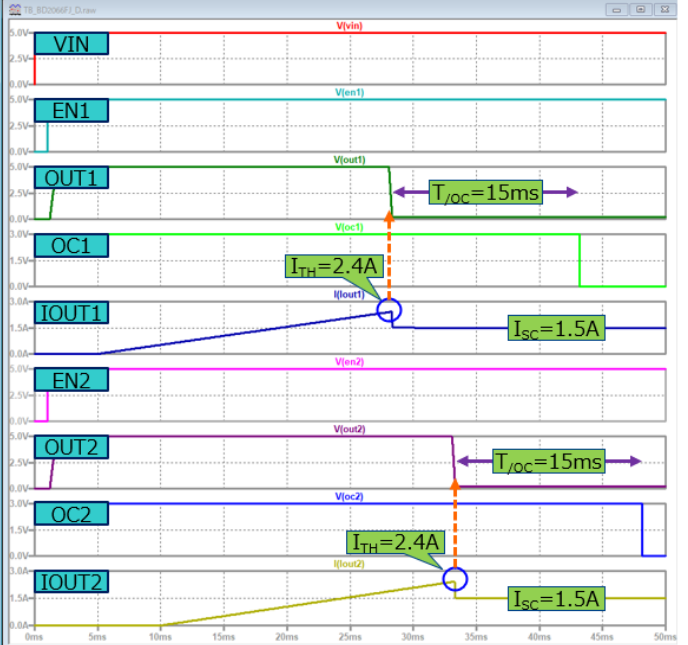 TB_BD2066FJ_D.raw
V(vin)
5.0V
VIN
2.5V
0.0V
V(en1)
5.0V
EN1
2.5V
0.0V
V(out1)
5.0V
OUT1
T/OC=15ms
2.5V
0.0V
V(oc1)
3.0V
OC1
1.5V
ITH=2.4A
0.0V
I(Iout1)
3.0A
IOUT1
1.5A
ISC=1.5A
0.0A
V(en2)
5.0V
EN2
2.5V
0.0V
V(out2)
5.0V
OUT2
T/OC=15ms
2.5V
0.0V
V(oc2)
3.0V
OC2
1.5V
ITH=2.4A
0.0V
I(Iout2)
3.0A
IOUT2
1.5A
ISC=1.5A
0.0A
0ms 5ms 10ms 15ms 20ms 25ms 30ms 35ms 40ms 45ms 50ms